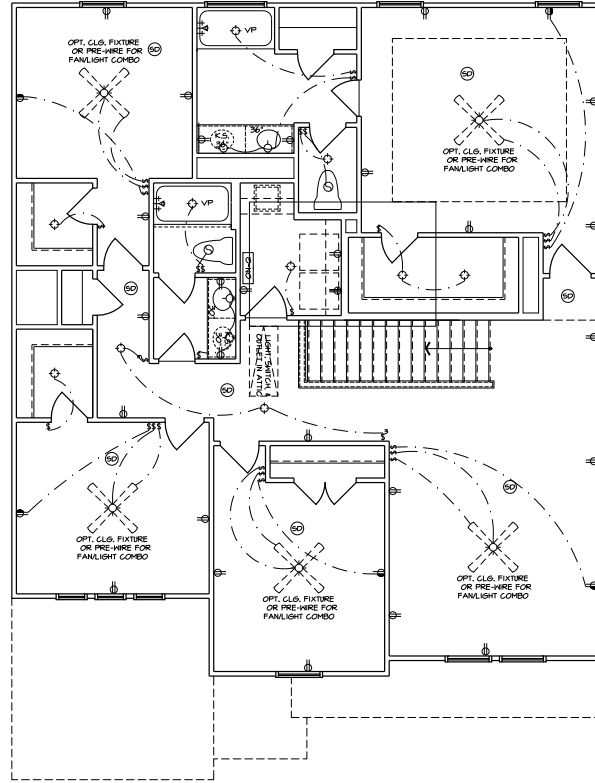 OPT. CLG. FIXTURE
OR PRE-WIRE FOR
FAN/LIGHT COMBO
SD
VP
SD
OPT. CLG. FIXTURE
OR PRE-WIRE FOR
FAN/LIGHT COMBO
36
VP
SD
SD
LIGHT, SWITCH, &
OUTLET IN ATTIC
SD
3
SD
OPT. CLG. FIXTURE
OR PRE-WIRE FOR
FAN/LIGHT COMBO
SD
OPT. CLG. FIXTURE
OR PRE-WIRE FOR
FAN/LIGHT COMBO
SD
OPT. CLG. FIXTURE
OR PRE-WIRE FOR
FAN/LIGHT COMBO